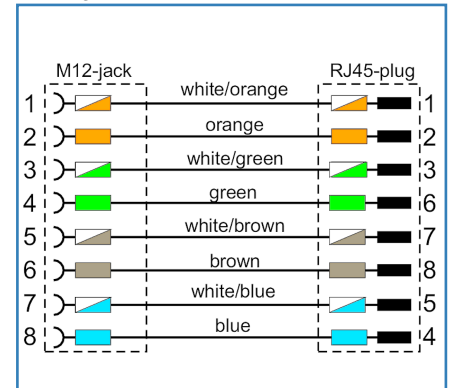 M12-jack RJ45-plug
1 white/orange 1
2 orange 2
3 white/green 3
4 green 6
5 white/brown 7
6 brown 8
7 white/blue 5
8 blue 4